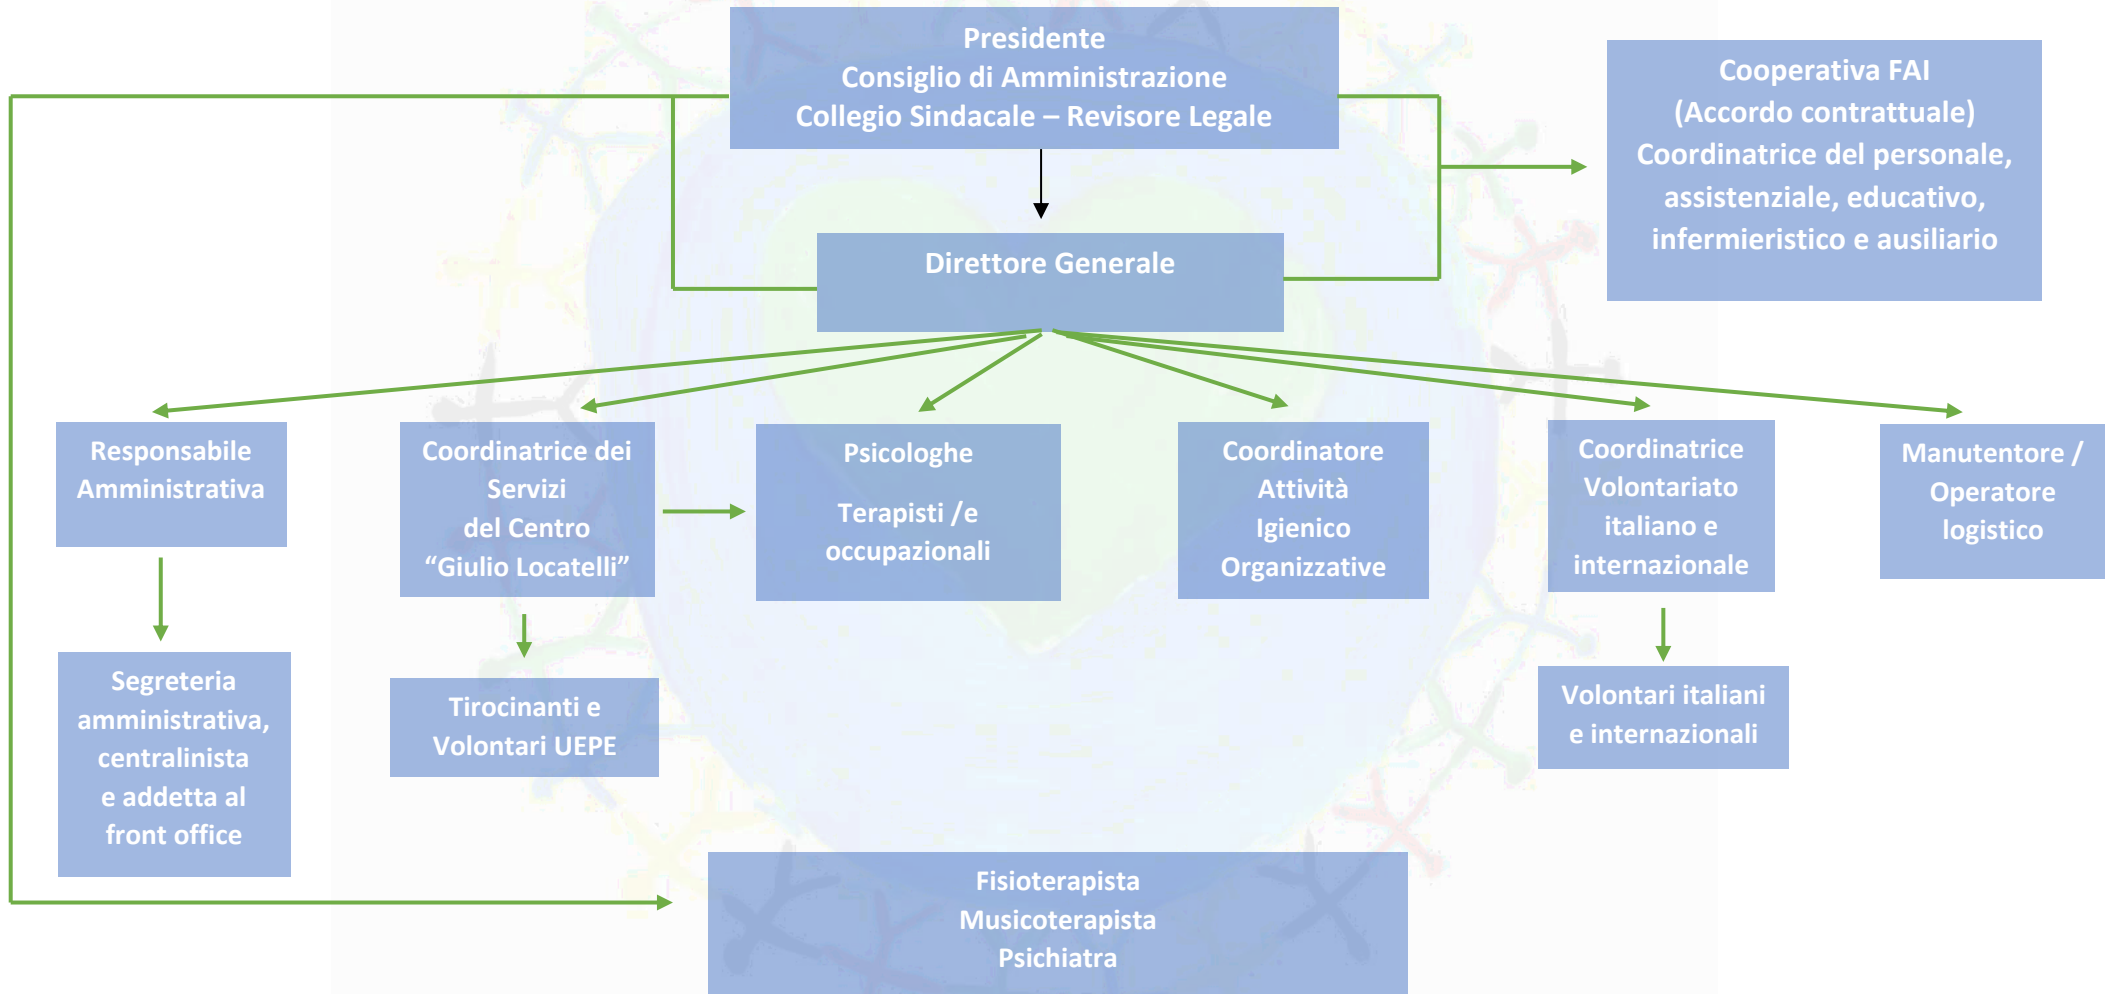 Presidente
Consiglio di Amministrazione
Collegio Sindacale – Revisore Legale
Cooperativa FAI
(Accordo contrattuale)
Coordinatrice del personale,
assistenziale, educativo,
infermieristico e ausiliario
Direttore Generale
Responsabile
Amministrativa
Coordinatrice dei
Servizi
del Centro
“Giulio Locatelli”
Psicologhe
Terapisti /e
occupazionali
Coordinatore
Attività
Igienico
Organizzative
Coordinatrice
Volontariato
italiano e
internazionale
Manutentore /
Operatore
logistico
Segreteria
amministrativa,
centralinista
e addetta al
front office
Tirocinanti e
Volontari UEPE
Volontari italiani
e internazionali
Fisioterapista
Musicoterapista
Psichiatra